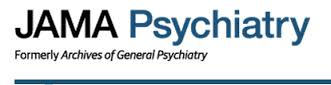 JAMA Psychiatry
Formerly Archives of General Psychiatry